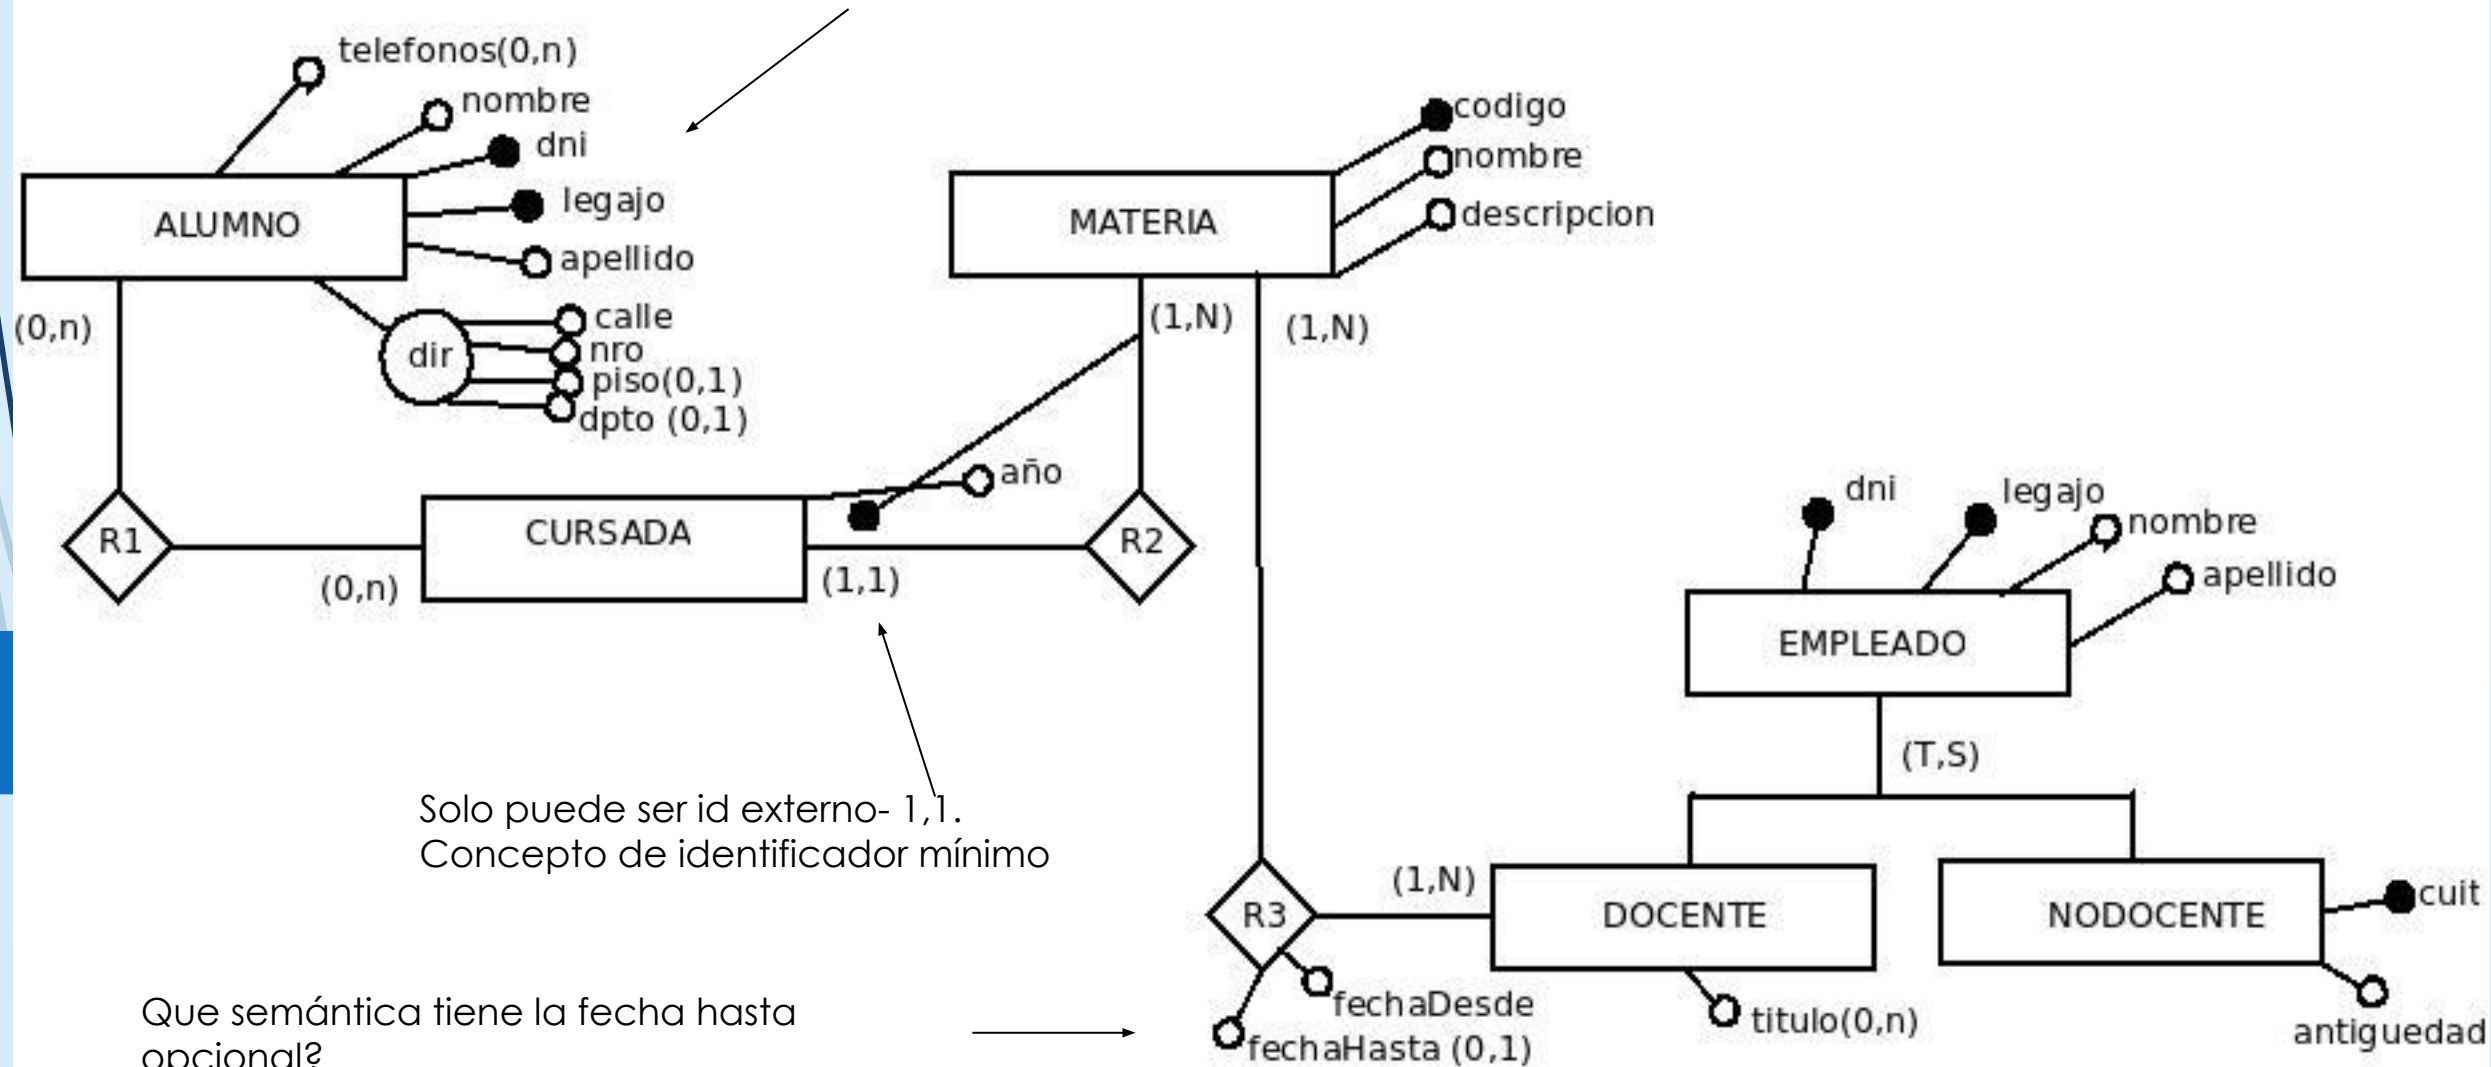 telefonos(0,n)
nombre
dni
legajo
apellido
ALUMNO
(0,n)
dir
calle
nro
piso(0,1)
dpto (0,1)
codigo
nombre
descripcion
MATERIA
(1,N)
(1,N)
R1
(0,n)
CURSADA
año
(1,1)
R2
dni
legajo
nombre
apellido
EMPLEADO
(T,S)
Solo puede ser id externo- 1,1.
Concepto de identificador mínimo
R3
(1,N)
DOCENTE
NODOCENTE
cuit
antiguedad
titulo(0,n)
fechaDesde
fechaHasta (0,1)
Que semántica tiene la fecha hasta
opcional?